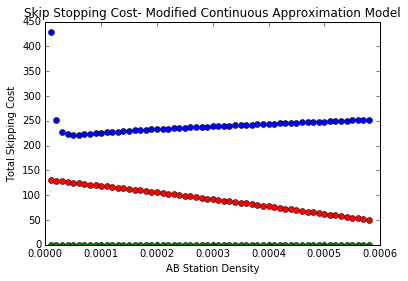 Skip Stopping Cost- Modified Continuous Approximation Model
450
400
350
300
250
200
150
100
50
0
Total Skipping Cost
0.0000 0.0001 0.0002 0.0003 0.0004 0.0005 0.0006
AB Station Density